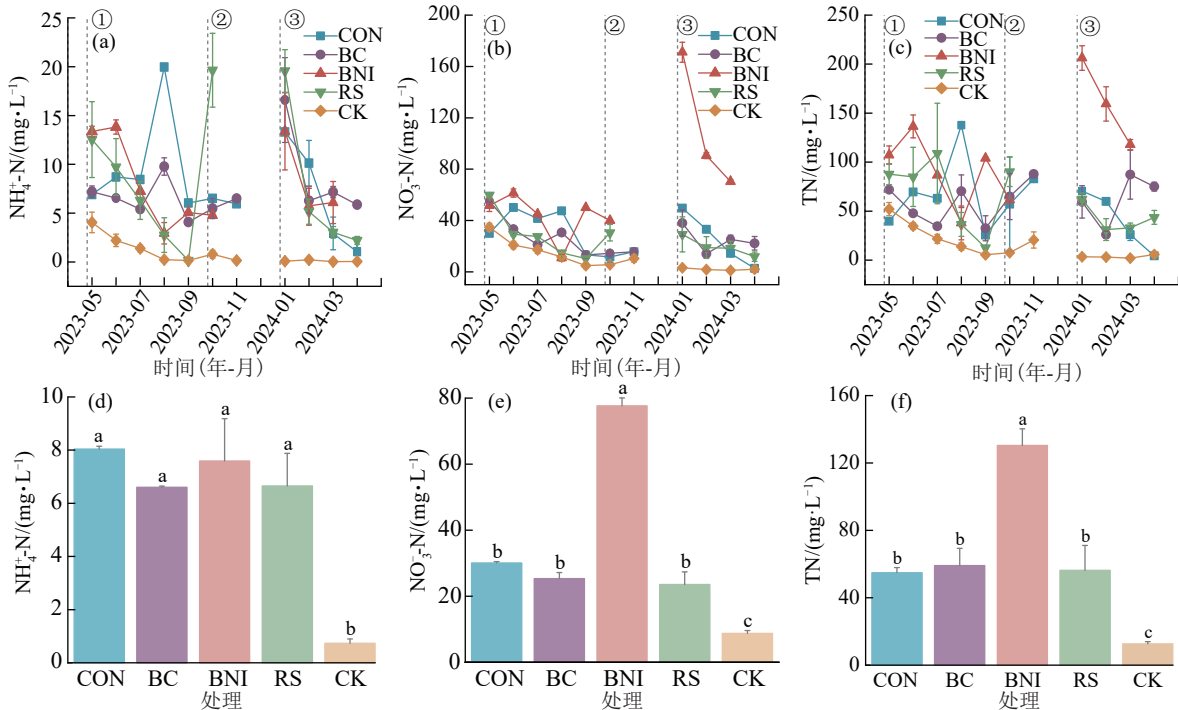 ① ② ③
(a)
25
20
15
10
5
0
NH₄⁺-N/(mg•L⁻¹)
CON
BC
BNI
RS
CK
2023-05
2023-07
2023-09
2023-11
2024-01
2024-03
时间(年-月)
① ② ③
(b)
200
160
120
80
40
0
NO₃⁻-N/(mg•L⁻¹)
CON
BC
BNI
RS
CK
2023-05
2023-07
2023-09
2023-11
2024-01
2024-03
时间(年-月)
① ② ③
(c)
250
200
150
100
50
0
TN/(mg•L⁻¹)
CON
BC
BNI
RS
CK
2023-05
2023-07
2023-09
2023-11
2024-01
2024-03
时间(年-月)
(d)
10
8
6
4
2
0
NH₄⁺-N/(mg•L⁻¹)
a a a a b
CON BC BNI RS CK
处理
(e)
80
60
40
20
0
NO₃⁻-N/(mg•L⁻¹)
b b a b c
CON BC BNI RS CK
处理
(f)
160
120
80
40
0
TN/(mg•L⁻¹)
b b a b c
CON BC BNI RS CK
处理